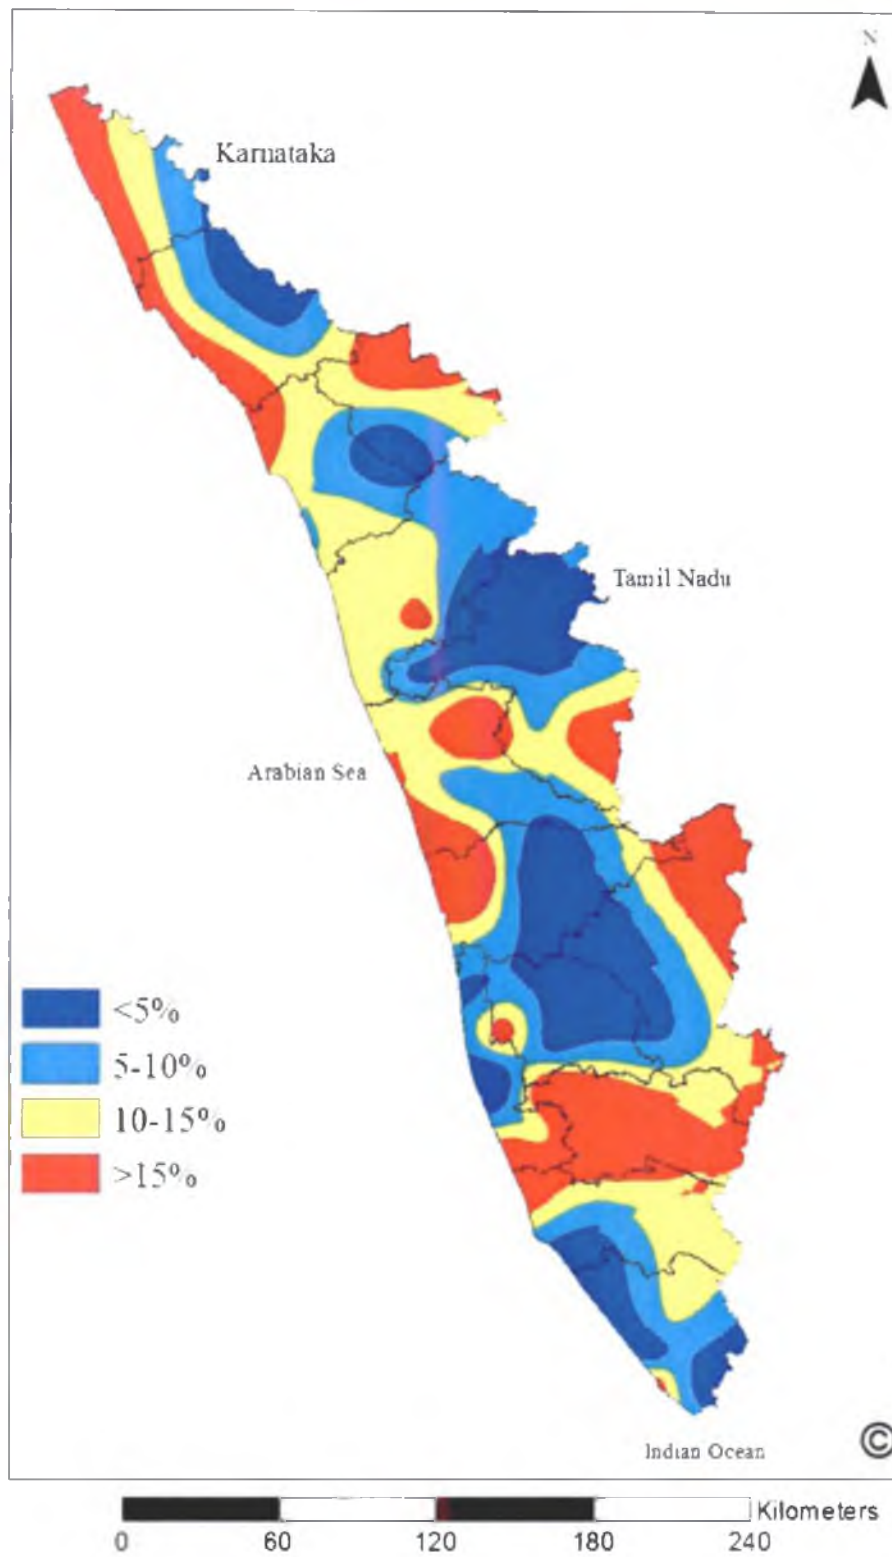 N
Karnataka
Tamil Nadu
Arabian Sea
<5%
5-10%
10-15%
>15%
Indian Ocean
©
Kilometers
0 60 120 180 240